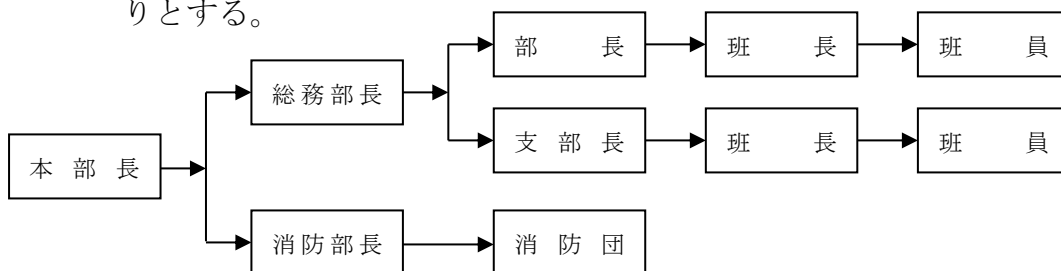 りとする。
部長 班長 班員
総務部長
支部長 班長 班員
本部長
消防部長 消防団